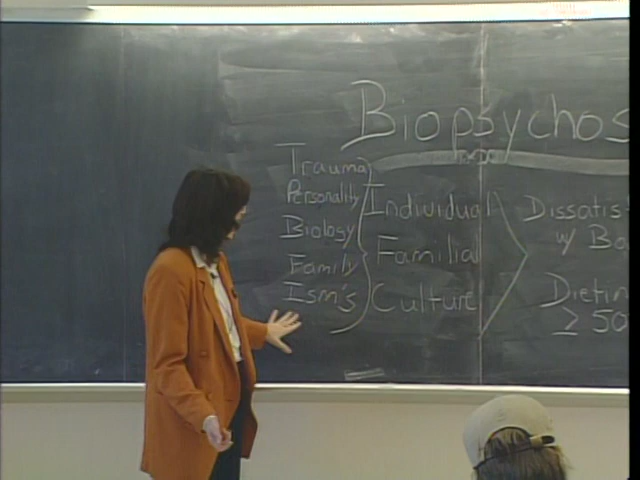 Biopsychos
Trauma
Personality
Biology
Family
Ism's
Individual
Familial
Culture
Dissatis
w/ Bo
Dietin
≥ 50